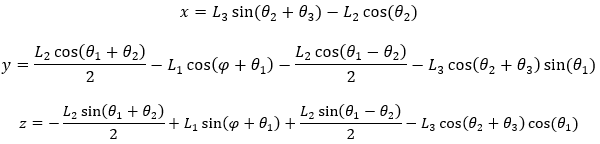 x = L₃ sin(θ₂ + θ₃) − L₂ cos(θ₂)
y = L₂ cos(θ₁ + θ₂)/2 − L₁ cos(φ + θ₁) − L₂ cos(θ₁ − θ₂)/2 − L₃ cos(θ₂ + θ₃) sin(θ₁)
z = − L₂ sin(θ₁ + θ₂)/2 + L₁ sin(φ + θ₁) + L₂ sin(θ₁ − θ₂)/2 − L₃ cos(θ₂ + θ₃) cos(θ₁)